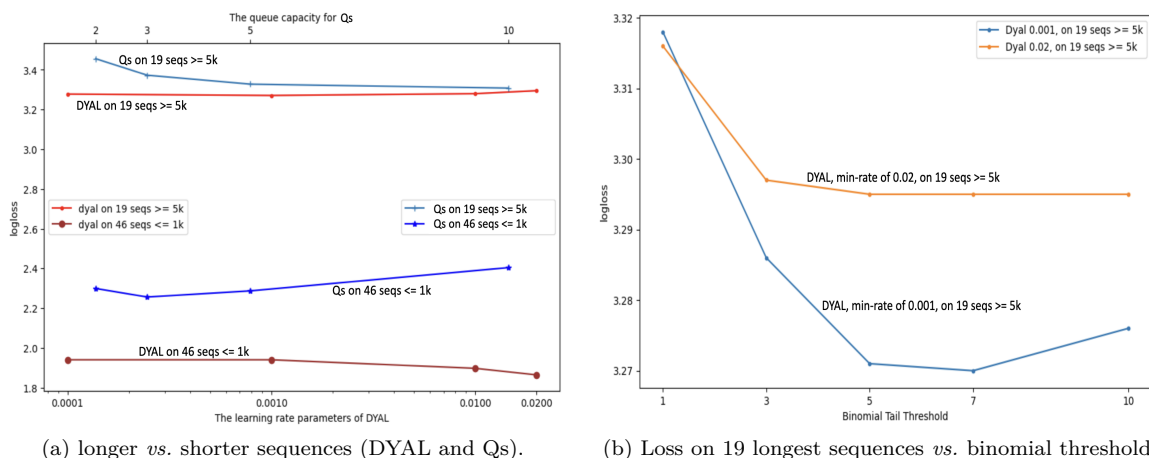 The queue capacity for Qs
2 3 5 10
3.4
3.2
3.0
2.8
2.6
2.4
2.2
2.0
1.8
logloss
Qs on 19 seqs >= 5k
DYAL on 19 seqs >= 5k
dyal on 19 seqs >= 5k
dyal on 46 seqs <= 1k
Qs on 19 seqs >= 5k
Qs on 46 seqs <= 1k
Qs on 46 seqs <= 1k
DYAL on 46 seqs <= 1k
0.0001 0.0010 0.0100 0.0200
The learning rate parameters of DYAL
(a) longer vs. shorter sequences (DYAL and Qs).
3.32
3.31
3.30
3.29
3.28
3.27
logloss
Dyal 0.001, on 19 seqs >= 5k
Dyal 0.02, on 19 seqs >= 5k
DYAL, min-rate of 0.02, on 19 seqs >= 5k
DYAL, min-rate of 0.001, on 19 seqs >= 5k
1 3 5 7 10
Binomial Tail Threshold
(b) Loss on 19 longest sequences vs. binomial threshold